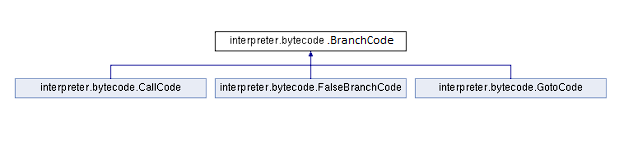 interpreter.bytecode .BranchCode
interpreter.bytecode.CallCode
interpreter.bytecode.FalseBranchCode
interpreter.bytecode.GotoCode